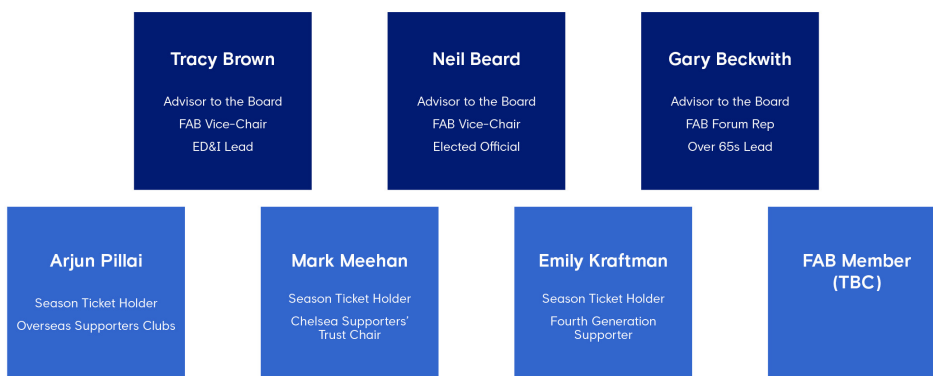 Tracy Brown
Advisor to the Board
FAB Vice-Chair
ED&I Lead
Neil Beard
Advisor to the Board
FAB Vice-Chair
Elected Official
Gary Beckwith
Advisor to the Board
FAB Forum Rep
Over 65s Lead
Arjun Pillai
Season Ticket Holder
Overseas Supporters Clubs
Mark Meehan
Season Ticket Holder
Chelsea Supporters’
Trust Chair
Emily Kraftman
Season Ticket Holder
Fourth Generation
Supporter
FAB Member
(TBC)